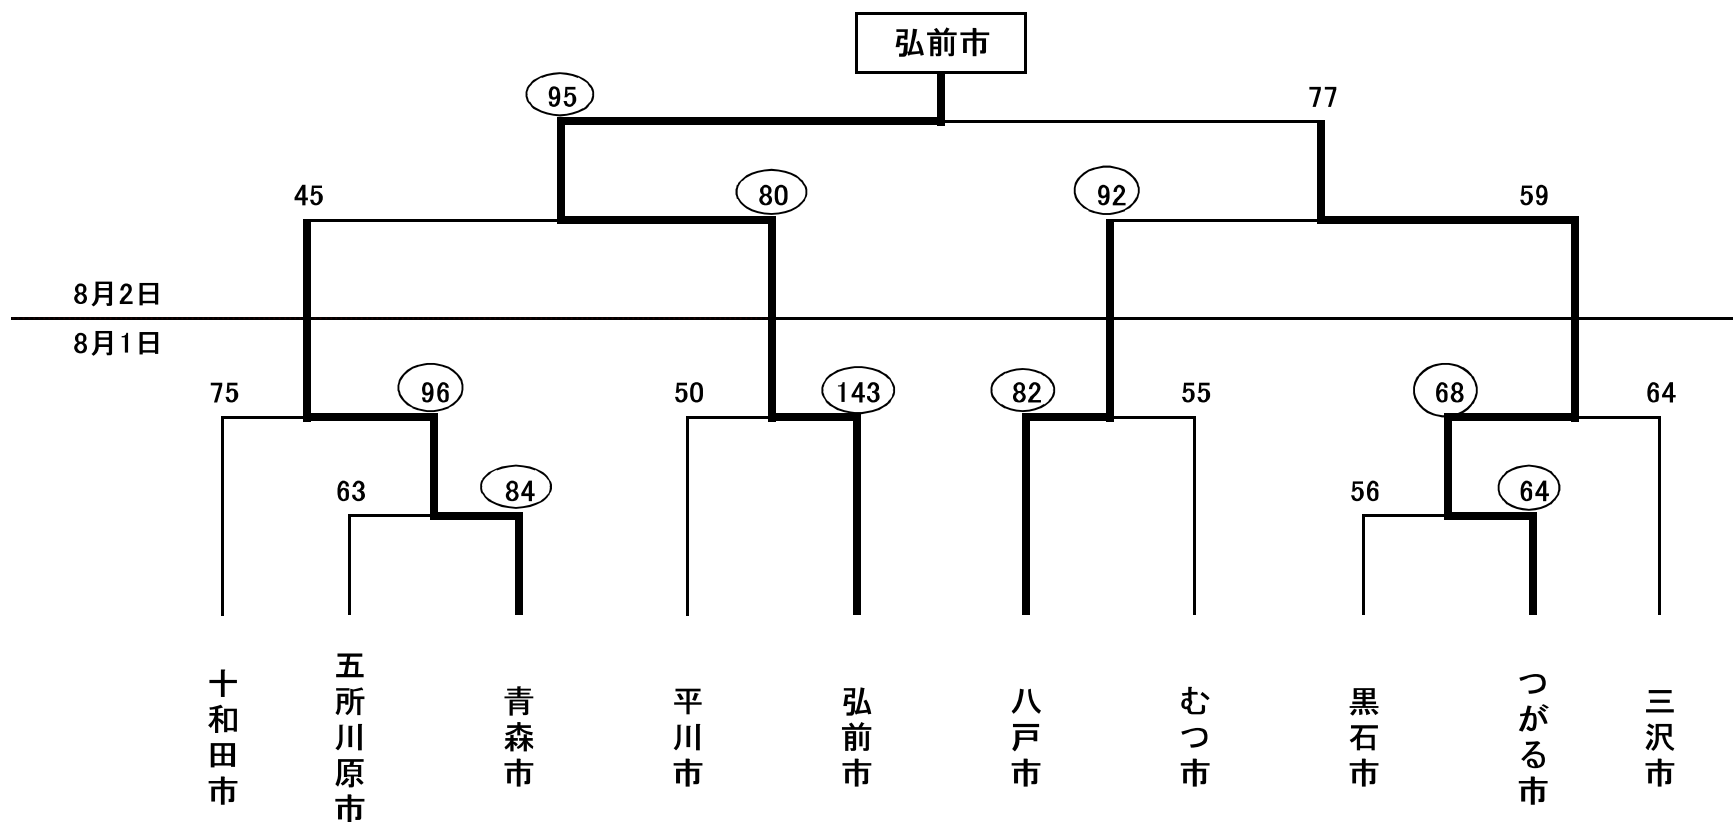 弘前市
95
77
45
80
92
59
8月2日
8月1日
75
96
50
143
82
55
68
64
63
84
56
64
十和田市
五所川原市
青森市
平川市
弘前市
八戸市
むつ市
黒石市
つがる市
三沢市